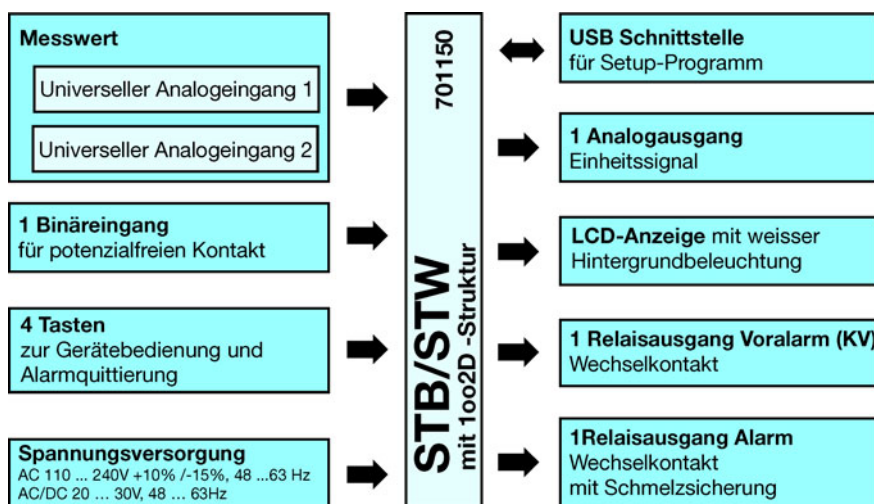 Messwert
Universeller Analogeingang 1
Universeller Analogeingang 2
1 Binäreingang
für potenzialfreien Kontakt
4 Tasten
zur Gerätebedienung und
Alarmquittierung
Spannungsversorgung
AC 110 ... 240V +10% /-15%, 48 ...63 Hz
AC/DC 20 ... 30V, 48 ... 63Hz
701150
STB/STW
mit 1oo2D -Struktur
USB Schnittstelle
für Setup-Programm
1 Analogausgang
Einheitssignal
LCD-Anzeige mit weisser
Hintergrundbeleuchtung
1 Relaisausgang Voralarm (KV)
Wechselkontakt
1Relaisausgang Alarm
Wechselkontakt
mit Schmelzsicherung